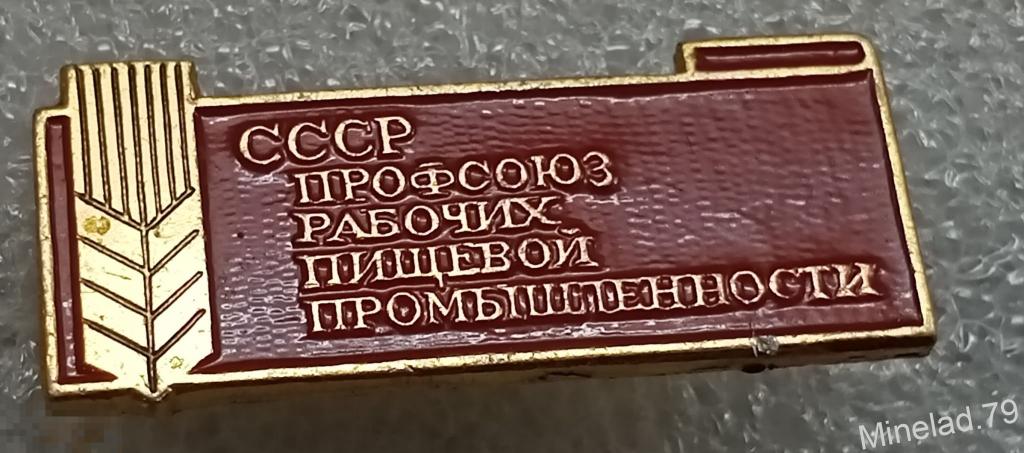 СССР
ПРОФСОЮЗ
РАБОЧИХ
ПИЩЕВОЙ
ПРОМЫШЛЕННОСТИ
Minelad.79